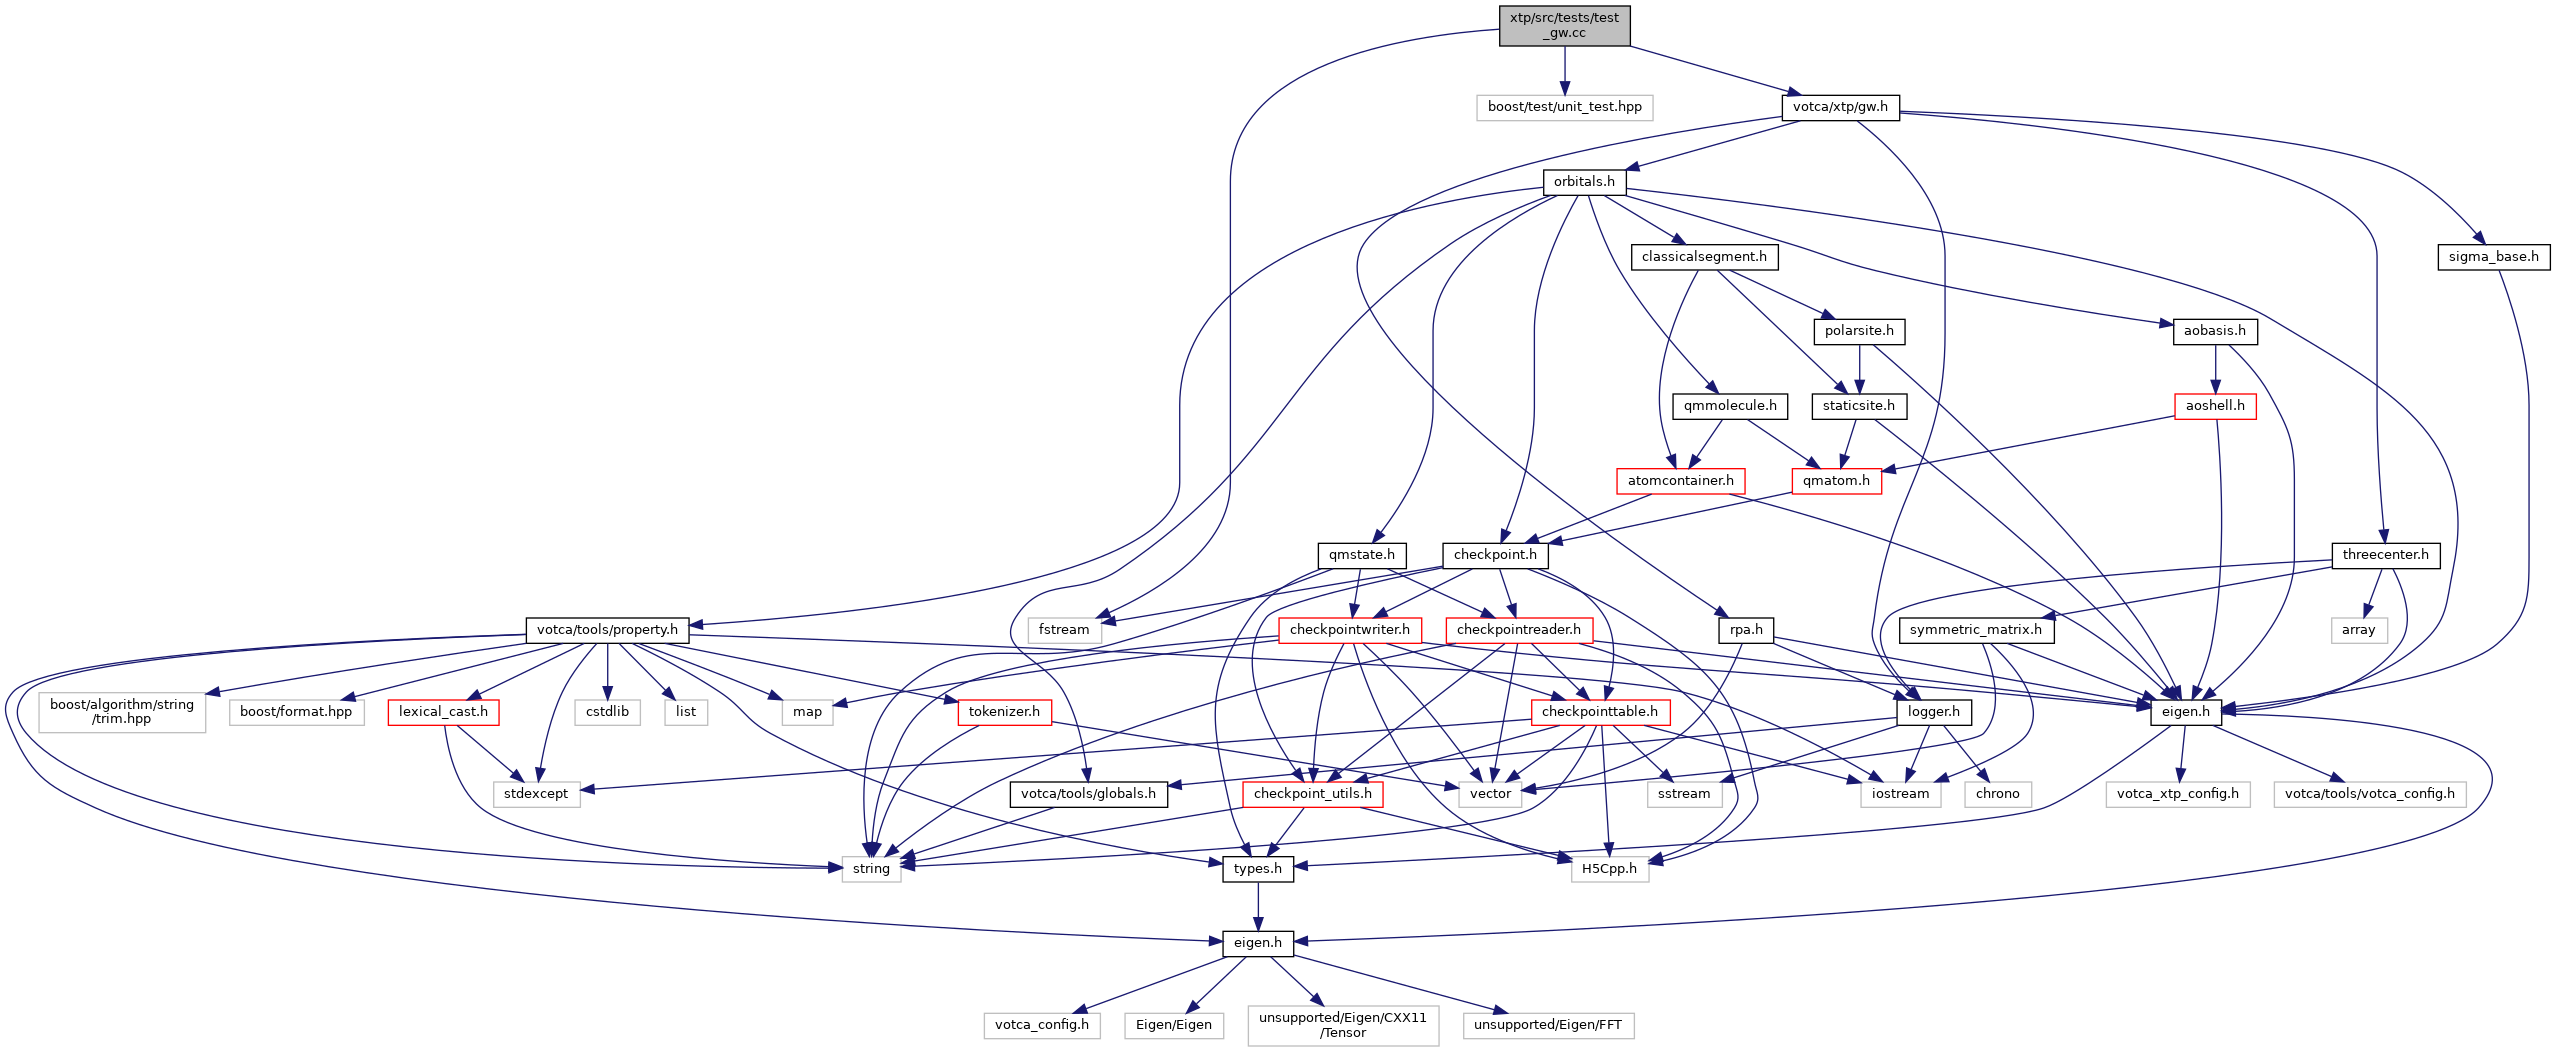 xtp/src/tests/test
_gw.cc
boost/test/unit_test.hpp
votca/xtp/gw.h
orbitals.h
classicalsegment.h
sigma_base.h
polarsite.h
aobasis.h
qmmolecule.h
staticsite.h
aoshell.h
atomcontainer.h
qmatom.h
qmstate.h
checkpoint.h
threecenter.h
votca/tools/property.h
fstream
checkpointwriter.h
checkpointreader.h
rpa.h
symmetric_matrix.h
array
boost/algorithm/string
/trim.hpp
boost/format.hpp
lexical_cast.h
cstdlib
list
map
tokenizer.h
checkpointtable.h
logger.h
eigen.h
stdexcept
votca/tools/globals.h
checkpoint_utils.h
vector
sstream
iostream
chrono
votca_xtp_config.h
votca/tools/votca_config.h
string
types.h
H5Cpp.h
eigen.h
votca_config.h
Eigen/Eigen
unsupported/Eigen/CXX11
/Tensor
unsupported/Eigen/FFT